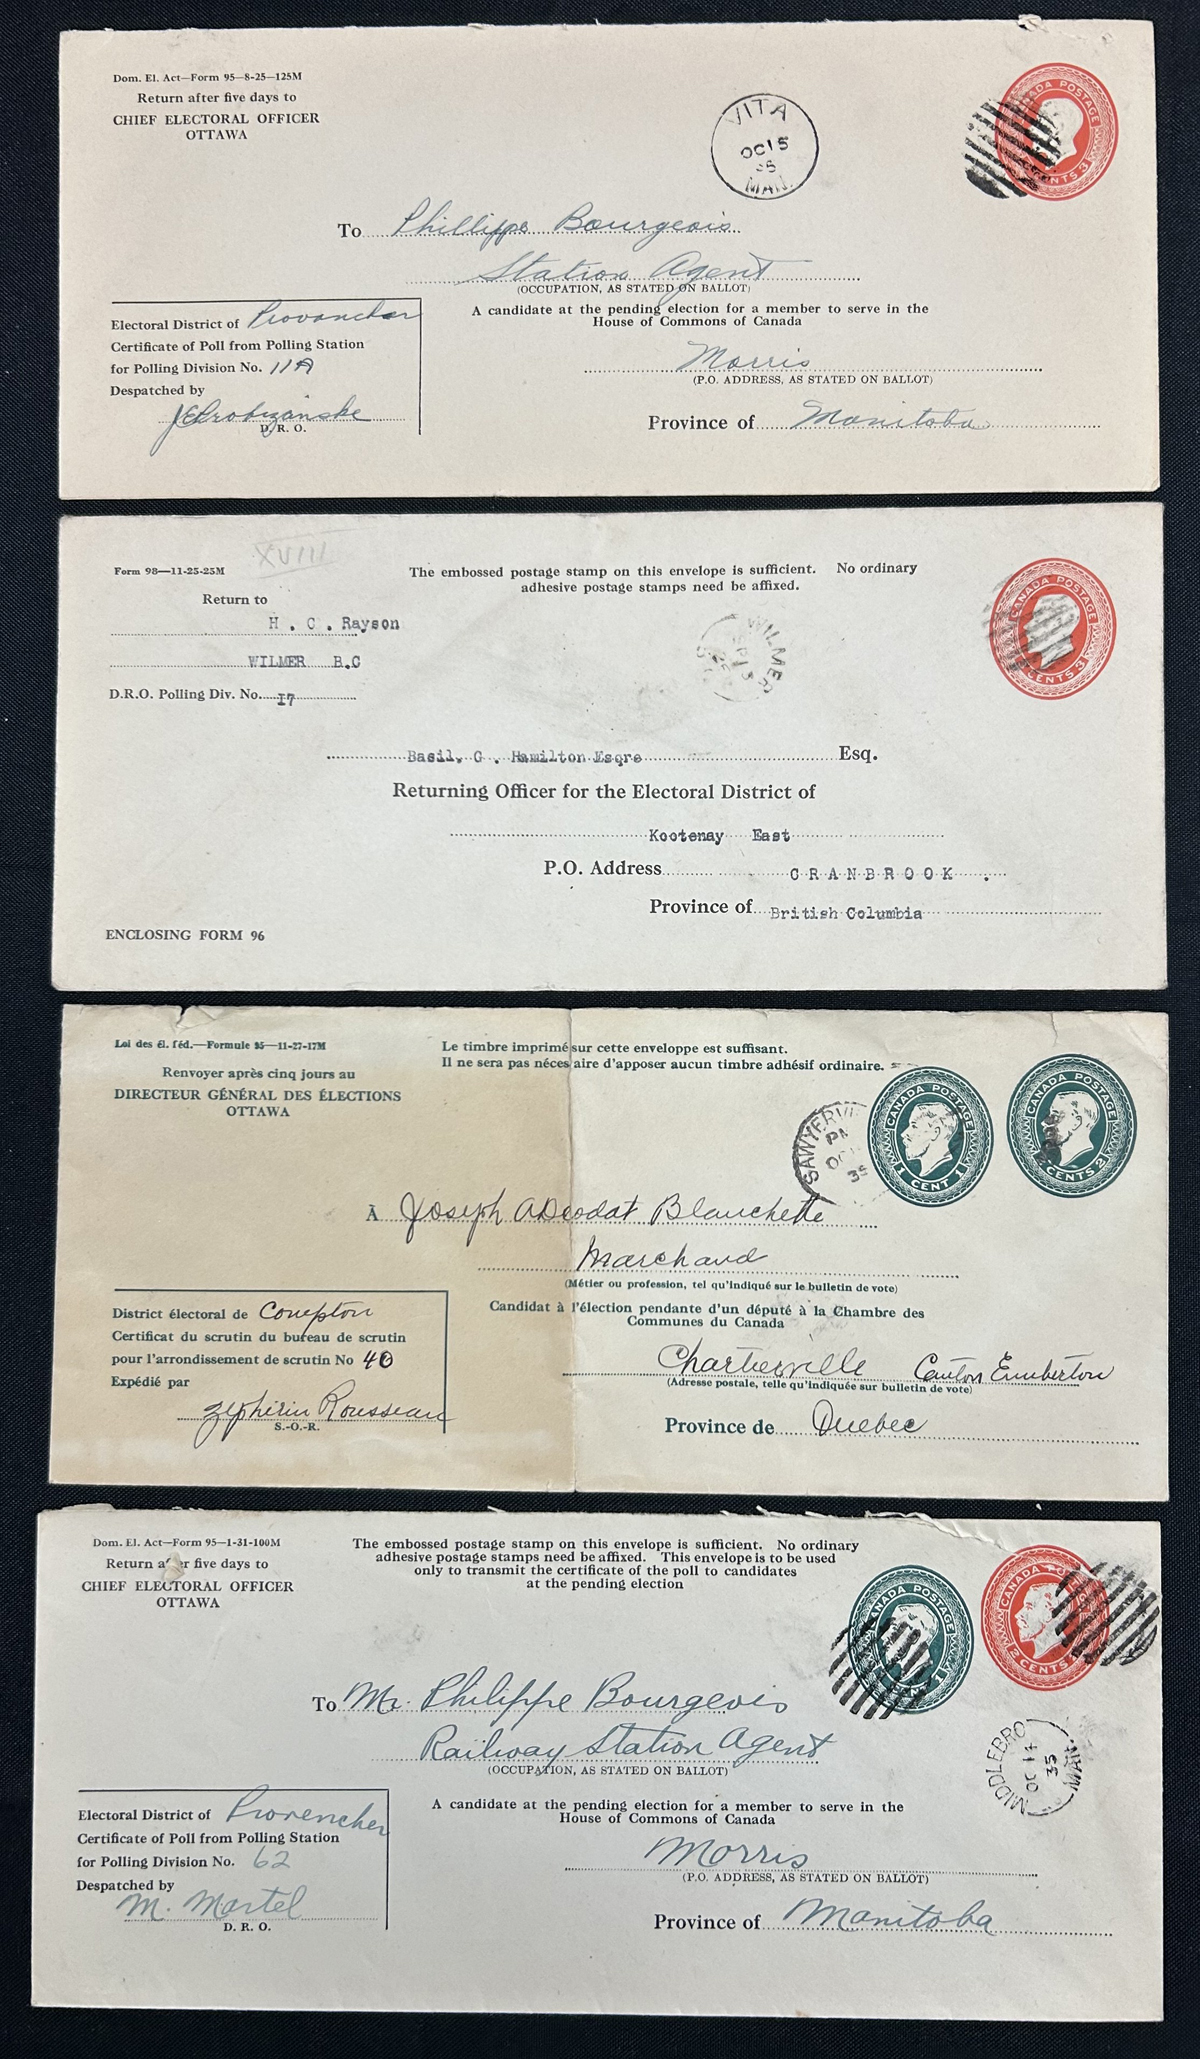 Dom. El. Act—Form 95—8-25—125M
Return after five days to
CHIEF ELECTORAL OFFICER
OTTAWA
VITA
OC 15
35
MAN.
CANADA POSTAGE
CENTS 3
To Phillippe Bourgeois
Station Agent
(OCCUPATION, AS STATED ON BALLOT)
A candidate at the pending election for a member to serve in the
House of Commons of Canada
Electoral District of Provancher
Certificate of Poll from Polling Station
for Polling Division No. 11A
Despatched by
D. R. O.
Morris
(P.O. ADDRESS, AS STATED ON BALLOT)
Province of Manitoba
XVIII
Form 98—11-25-25M
The embossed postage stamp on this envelope is sufficient. No ordinary
adhesive postage stamps need be affixed.
Return to
H . C . Rayson
WILMER B.C
D.R.O. Polling Div. No. I7
WILMER
CANADA POSTAGE
CENTS 3
Basil. G . Hamilton Esqre Esq.
Returning Officer for the Electoral District of
Kootenay East
P.O. Address CRANBROOK .
Province of British Columbia
ENCLOSING FORM 96
Loi des él. féd.—Formule 95—11-27-17M
Renvoyer après cinq jours au
DIRECTEUR GÉNÉRAL DES ÉLECTIONS
OTTAWA
Le timbre imprimé sur cette enveloppe est suffisant.
Il ne sera pas nécessaire d'apposer aucun timbre adhésif ordinaire.
SAWYERVI
PM
OC
35
CANADA POSTAGE
1 CENT 1
CANADA POSTAGE
CENTS 2
À Joseph ADeodat Blanchette
Marchand
(Métier ou profession, tel qu'indiqué sur le bulletin de vote)
Candidat à l'élection pendante d'un député à la Chambre des
Communes du Canada
District électoral de Compton
Certificat du scrutin du bureau de scrutin
pour l'arrondissement de scrutin No 40
Expédié par
Zephirin Rousseau
S.-O.-R.
Chartierville Canton Emberton
(Adresse postale, telle qu'indiquée sur bulletin de vote)
Province de Quebec
Dom. El. Act—Form 95—1-31-100M
Return after five days to
CHIEF ELECTORAL OFFICER
OTTAWA
The embossed postage stamp on this envelope is sufficient. No ordinary
adhesive postage stamps need be affixed. This envelope is to be used
only to transmit the certificate of the poll to candidates
at the pending election
CANADA POSTAGE
CANADA
2 CENTS
To Mr. Philippe Bourgeois
Railway Station Agent
(OCCUPATION, AS STATED ON BALLOT)
MIDDLEBRO
OC 14
35
MAN.
A candidate at the pending election for a member to serve in the
House of Commons of Canada
Electoral District of Provencher
Certificate of Poll from Polling Station
for Polling Division No. 62
Despatched by
M. Martel
D. R. O.
Morris
(P.O. ADDRESS, AS STATED ON BALLOT)
Province of Manitoba